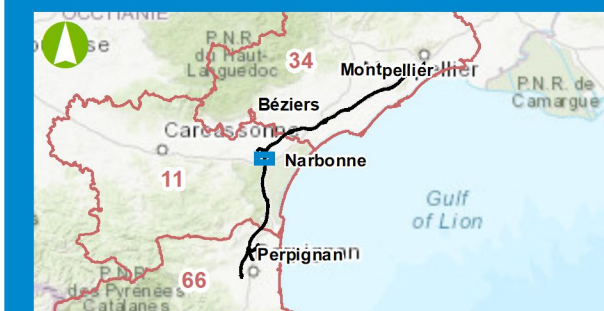 OCCITANIE
P.N.R.
du Haut-
Languedoc
34
Montpellier
P.N.R. de
Camargue
Béziers
Carcassonne
Narbonne
11
Gulf
of Lion
Perpignan
Perpignan
66
P.N.R.
des Pyrénées
Catalanes